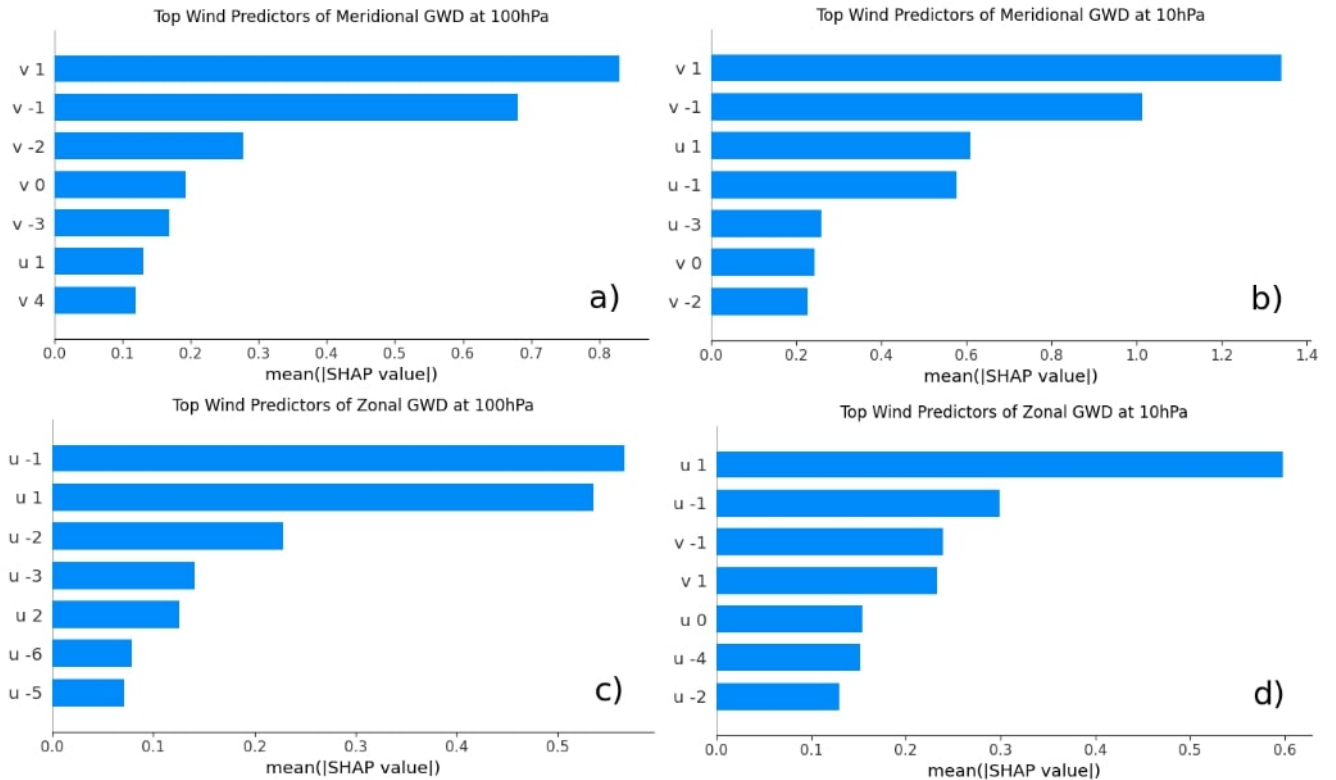 Top Wind Predictors of Meridional GWD at 100hPa
v 1
v -1
v -2
v 0
v -3
u 1
v 4
a)
0.0 0.1 0.2 0.3 0.4 0.5 0.6 0.7 0.8
mean(|SHAP value|)
Top Wind Predictors of Meridional GWD at 10hPa
v 1
v -1
u 1
u -1
u -3
v 0
v -2
b)
0.0 0.2 0.4 0.6 0.8 1.0 1.2 1.4
mean(|SHAP value|)
Top Wind Predictors of Zonal GWD at 100hPa
u -1
u 1
u -2
u -3
u 2
u -6
u -5
c)
0.0 0.1 0.2 0.3 0.4 0.5
mean(|SHAP value|)
Top Wind Predictors of Zonal GWD at 10hPa
u 1
u -1
v -1
v 1
u 0
u -4
u -2
d)
0.0 0.1 0.2 0.3 0.4 0.5 0.6
mean(|SHAP value|)